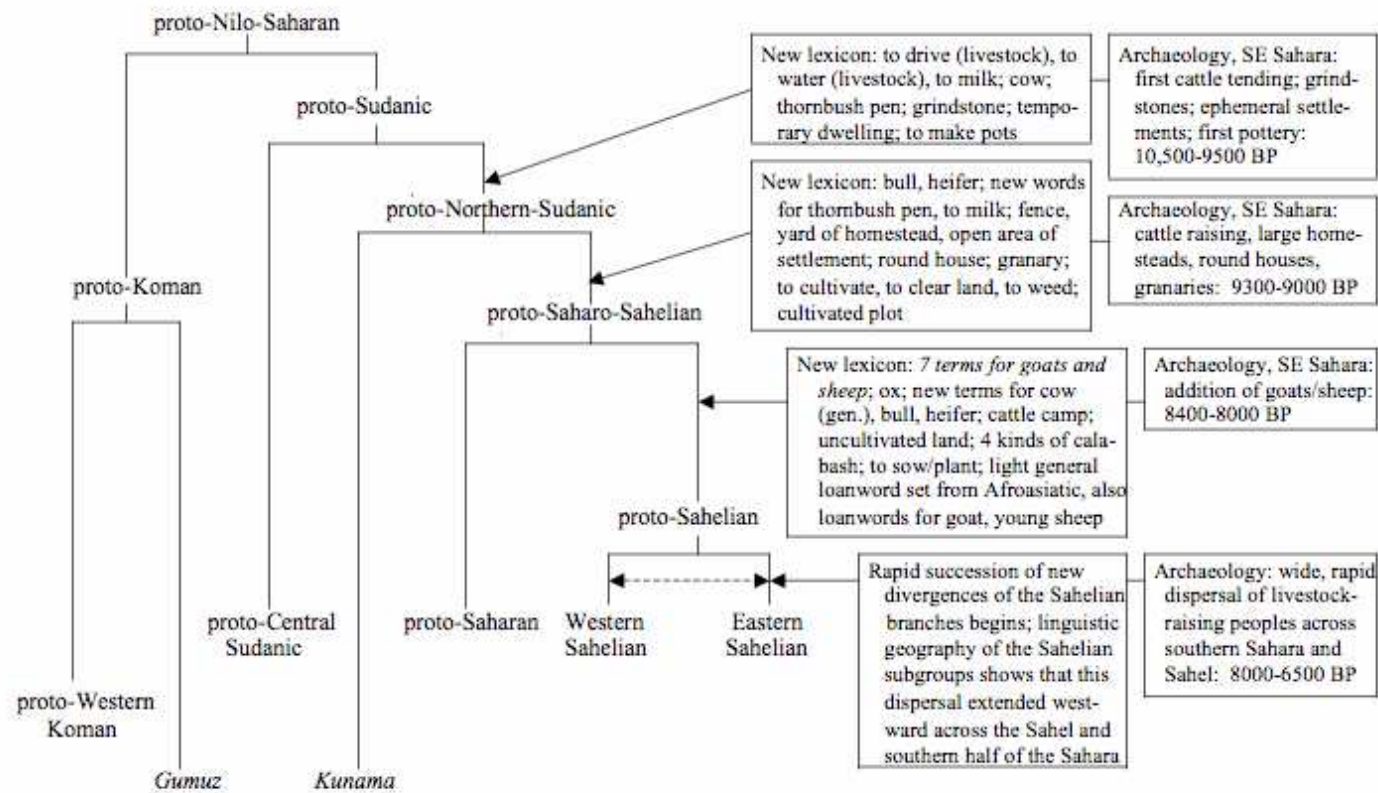 proto-Nilo-Saharan
proto-Sudanic
proto-Northern-Sudanic
proto-Koman
proto-Saharo-Sahelian
proto-Sahelian
proto-Central
Sudanic
proto-Saharan
Western
Sahelian
Eastern
Sahelian
proto-Western
Koman
Gumuz
Kunama
New lexicon: to drive (livestock), to
water (livestock), to milk; cow;
thornbush pen; grindstone; tempo-
rary dwelling; to make pots
Archaeology, SE Sahara:
first cattle tending; grind-
stones; ephemeral settle-
ments; first pottery:
10,500-9500 BP
New lexicon: bull, heifer; new words
for thornbush pen, to milk; fence,
yard of homestead, open area of
settlement; round house; granary;
to cultivate, to clear land, to weed;
cultivated plot
Archaeology, SE Sahara:
cattle raising, large home-
steads, round houses,
granaries: 9300-9000 BP
New lexicon: 7 terms for goats and
sheep; ox; new terms for cow
(gen.), bull, heifer; cattle camp;
uncultivated land; 4 kinds of cala-
bash; to sow/plant; light general
loanword set from Afroasiatic, also
loanwords for goat, young sheep
Archaeology, SE Sahara:
addition of goats/sheep:
8400-8000 BP
Rapid succession of new
divergences of the Sahelian
branches begins; linguistic
geography of the Sahelian
subgroups shows that this
dispersal extended west-
ward across the Sahel and
southern half of the Sahara
Archaeology: wide, rapid
dispersal of livestock-
raising peoples across
southern Sahara and
Sahel: 8000-6500 BP